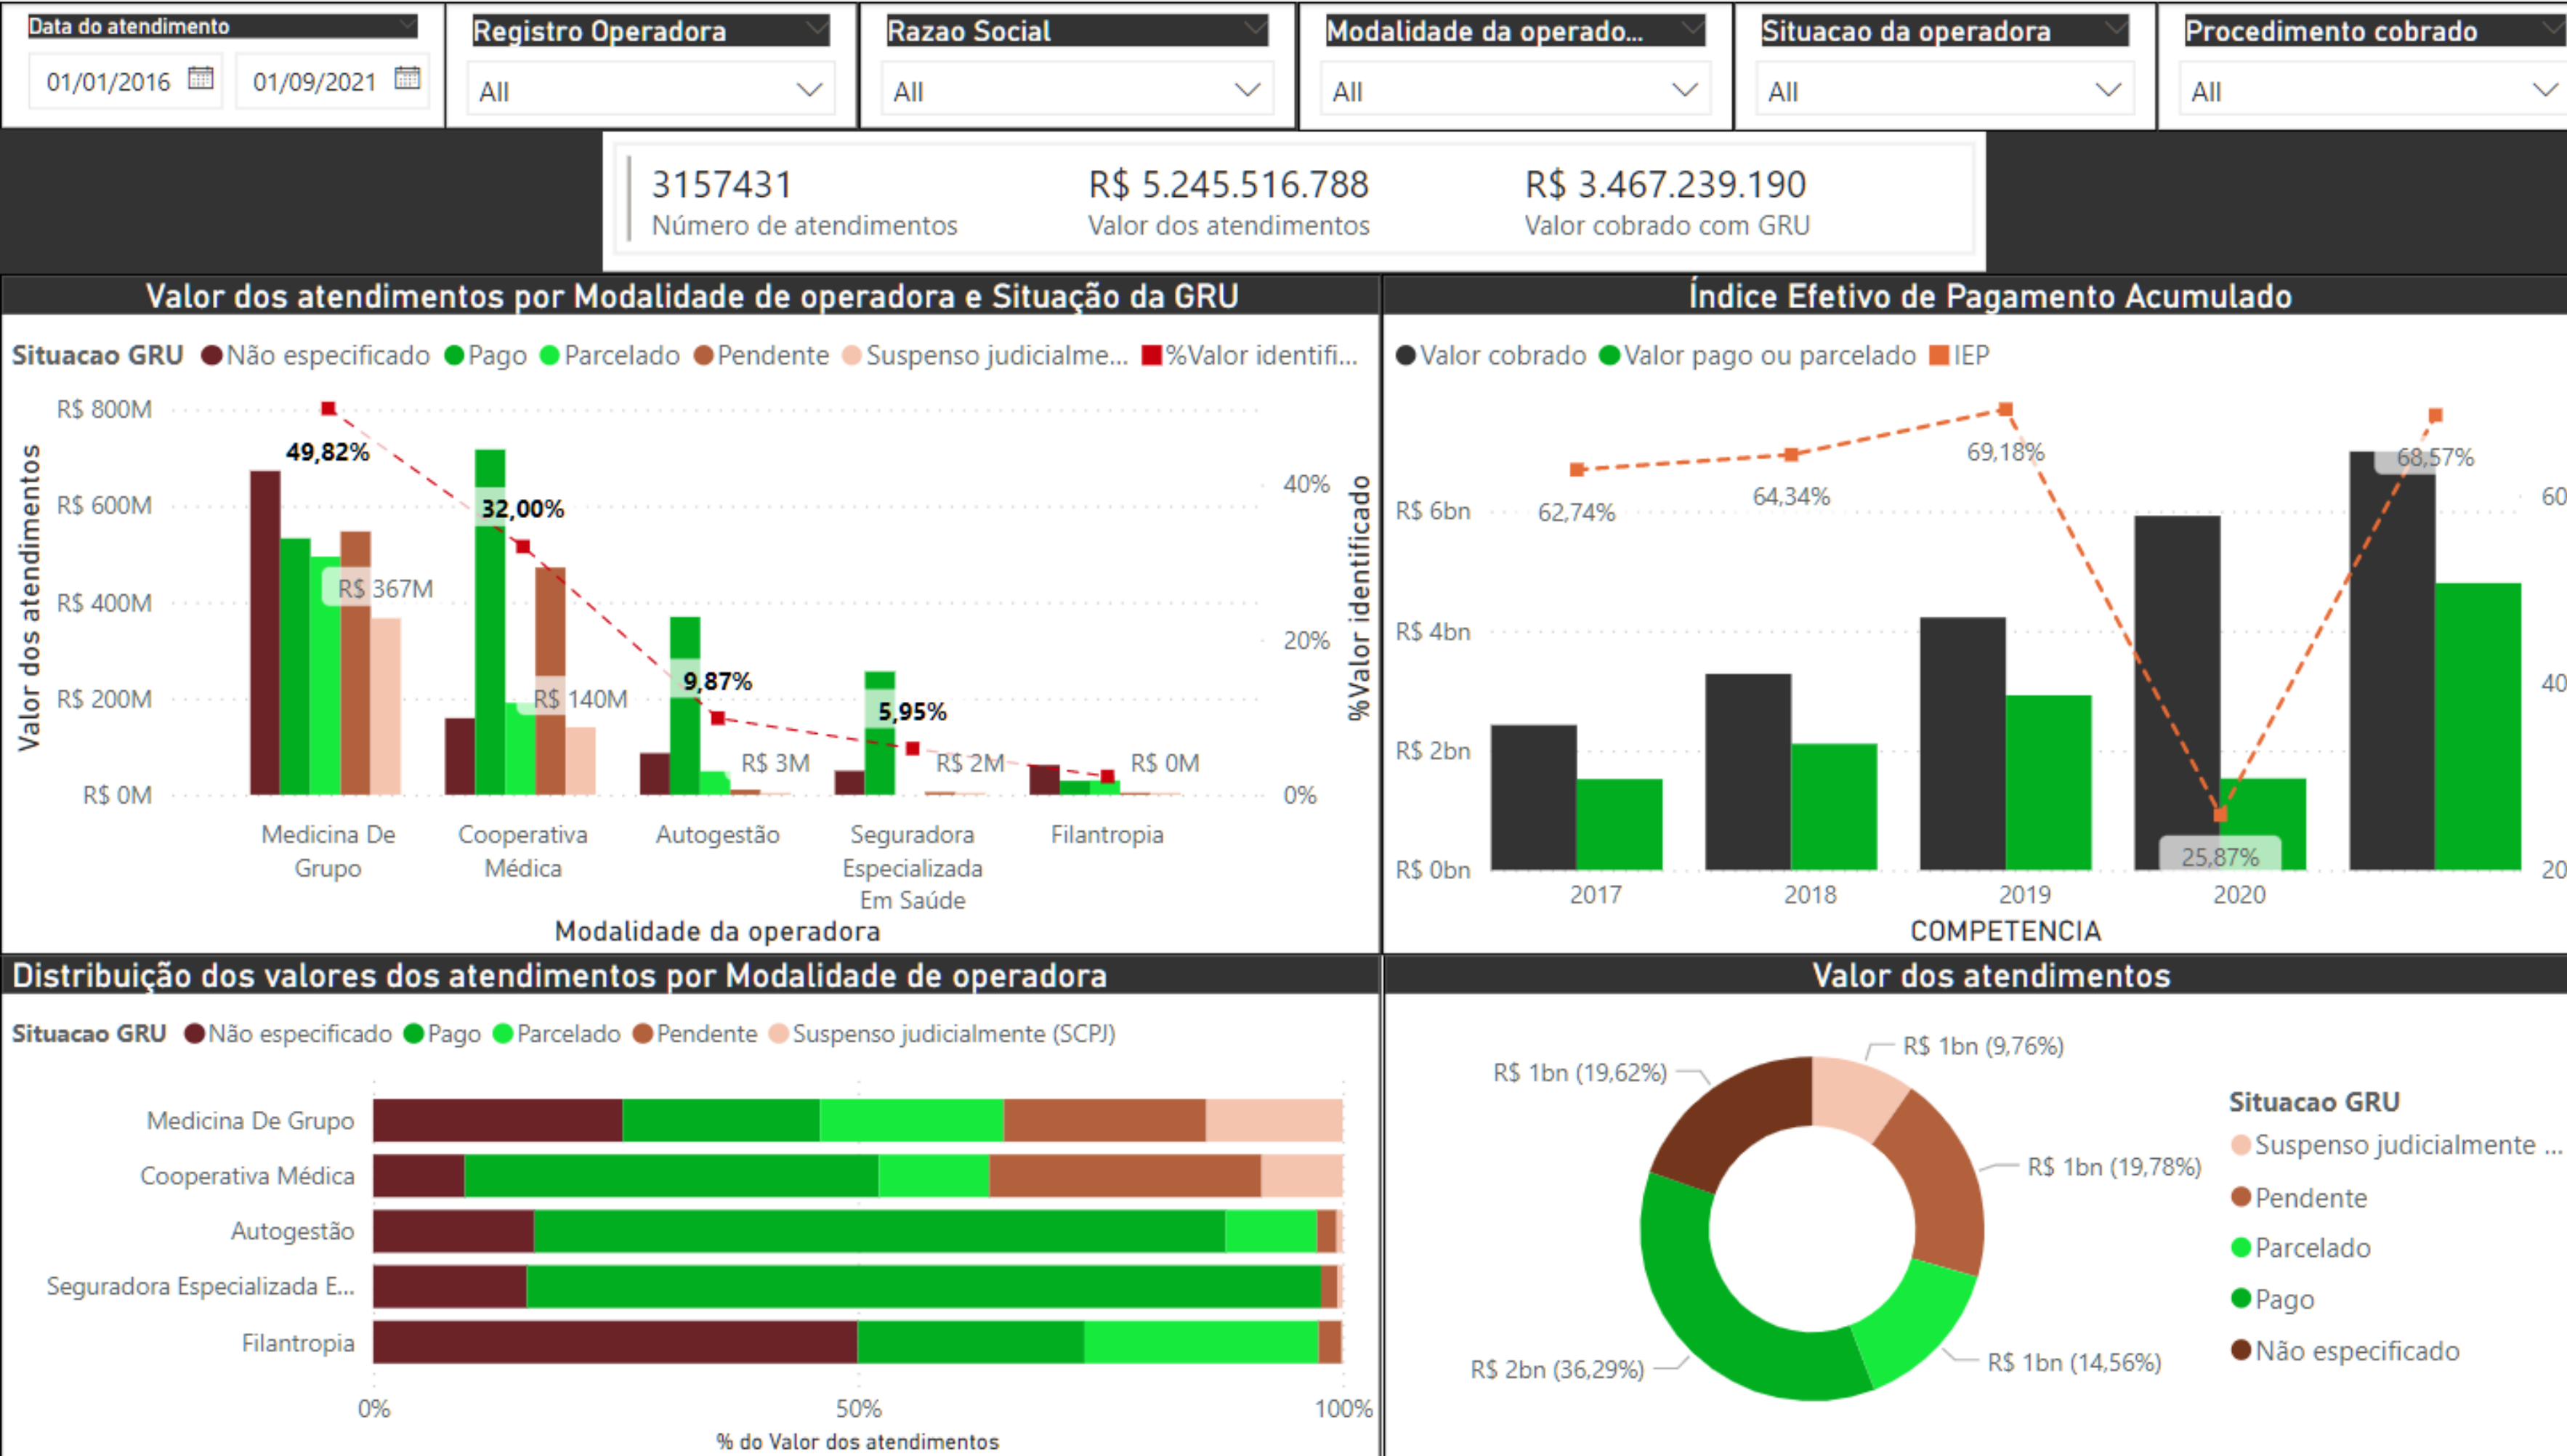 Data do atendimento
01/01/2016
01/09/2021
Registro Operadora
All
Razao Social
All
Modalidade da operado...
All
Situacao da operadora
All
Procedimento cobrado
All
3157431
Número de atendimentos
R$ 5.245.516.788
Valor dos atendimentos
R$ 3.467.239.190
Valor cobrado com GRU
Valor dos atendimentos por Modalidade de operadora e Situação da GRU
Situacao GRU Não especificado Pago Parcelado Pendente Suspenso judicialme... %Valor identifi...
Valor dos atendimentos
R$ 800M
R$ 600M
R$ 400M
R$ 200M
R$ 0M
49,82%
32,00%
9,87%
5,95%
R$ 367M
R$ 140M
R$ 3M
R$ 2M
R$ 0M
40%
20%
0%
%Valor identificado
Medicina De
Grupo
Cooperativa
Médica
Autogestão
Seguradora
Especializada
Em Saúde
Filantropia
Modalidade da operadora
Índice Efetivo de Pagamento Acumulado
Valor cobrado Valor pago ou parcelado IEP
R$ 6bn
R$ 4bn
R$ 2bn
R$ 0bn
62,74%
64,34%
69,18%
25,87%
68,57%
60
40
20
2017
2018
2019
2020
COMPETENCIA
Distribuição dos valores dos atendimentos por Modalidade de operadora
Situacao GRU Não especificado Pago Parcelado Pendente Suspenso judicialmente (SCPJ)
Medicina De Grupo
Cooperativa Médica
Autogestão
Seguradora Especializada E...
Filantropia
0%
50%
100%
% do Valor dos atendimentos
Valor dos atendimentos
R$ 1bn (9,76%)
R$ 1bn (19,62%)
R$ 1bn (19,78%)
R$ 2bn (36,29%)
R$ 1bn (14,56%)
Situacao GRU
Suspenso judicialmente ...
Pendente
Parcelado
Pago
Não especificado